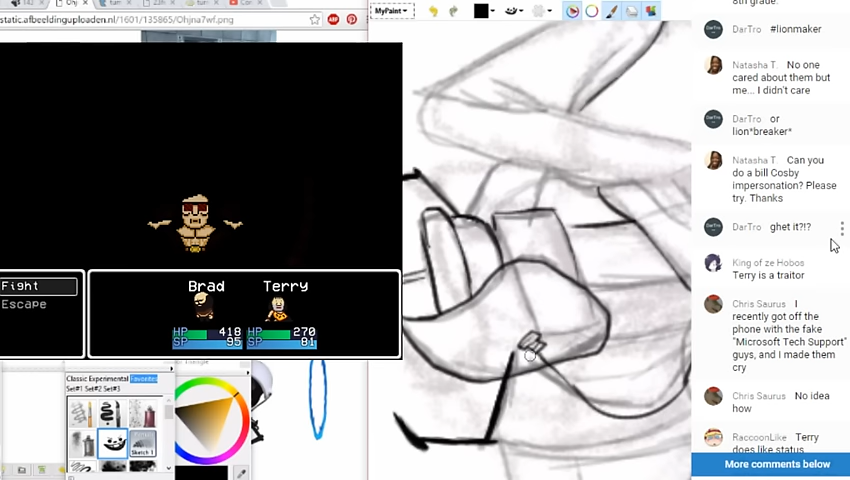 static.afbeeldinguploaden.nl/1601/135865/Ohjna7wf.png
MyPaint
Fight
Escape
Brad
Terry
HP 418
SP 95
HP 270
SP 81
Triangle
Classic Experimental Favorites
Set#1 Set#2 Set#3
Sketch 1
8th grade.
DarTro #lionmaker
Natasha T. No one
cared about them but
me... I didn't care
DarTro or
lion*breaker*
Natasha T. Can you
do a bill Cosby
impersonation? Please
try. Thanks
DarTro ghet it?!?
King of ze Hobos
Terry is a traitor
Chris Saurus I
recently got off the
phone with the fake
"Microsoft Tech Support"
guys, and I made them
cry
Chris Saurus No idea
how
RaccoonLike Terry
does like status
More comments below